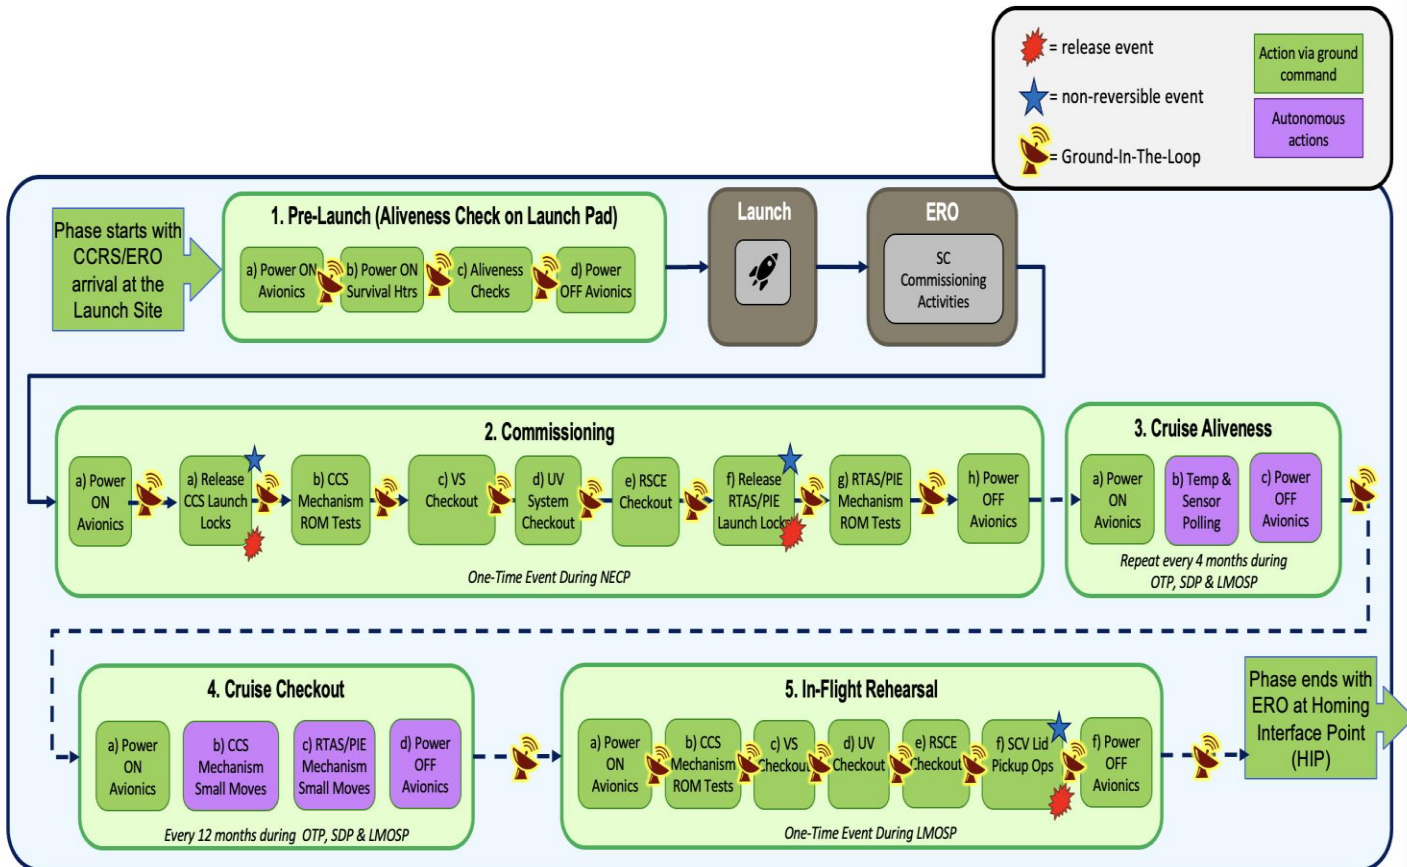 = release event
= non-reversible event
= Ground-In-The-Loop
Action via ground
command
Autonomous
actions
Phase starts with
CCRS/ERO
arrival at the
Launch Site
1. Pre-Launch (Aliveness Check on Launch Pad)
a) Power ON
Avionics
b) Power ON
Survival Htrs
c) Aliveness
Checks
d) Power
OFF Avionics
Launch
ERO
SC
Commissioning
Activities
2. Commissioning
a) Power
ON
Avionics
a) Release
CCS Launch
Locks
b) CCS
Mechanism
ROM Tests
c) VS
Checkout
d) UV
System
Checkout
e) RSCE
Checkout
f) Release
RTAS/PIE
Launch Locks
g) RTAS/PIE
Mechanism
ROM Tests
h) Power
OFF
Avionics
One-Time Event During NECP
3. Cruise Aliveness
a) Power
ON
Avionics
b) Temp &
Sensor
Polling
c) Power
OFF
Avionics
Repeat every 4 months during
OTP, SDP & LMOSP
4. Cruise Checkout
a) Power
ON
Avionics
b) CCS
Mechanism
Small Moves
c) RTAS/PIE
Mechanism
Small Moves
d) Power
OFF
Avionics
Every 12 months during OTP, SDP & LMOSP
5. In-Flight Rehearsal
a) Power
ON
Avionics
b) CCS
Mechanism
ROM Tests
c) VS
Checkout
d) UV
Checkout
e) RSCE
Checkout
f) SCV Lid
Pickup Ops
f) Power
OFF
Avionics
One-Time Event During LMOSP
Phase ends with
ERO at Homing
Interface Point
(HIP)